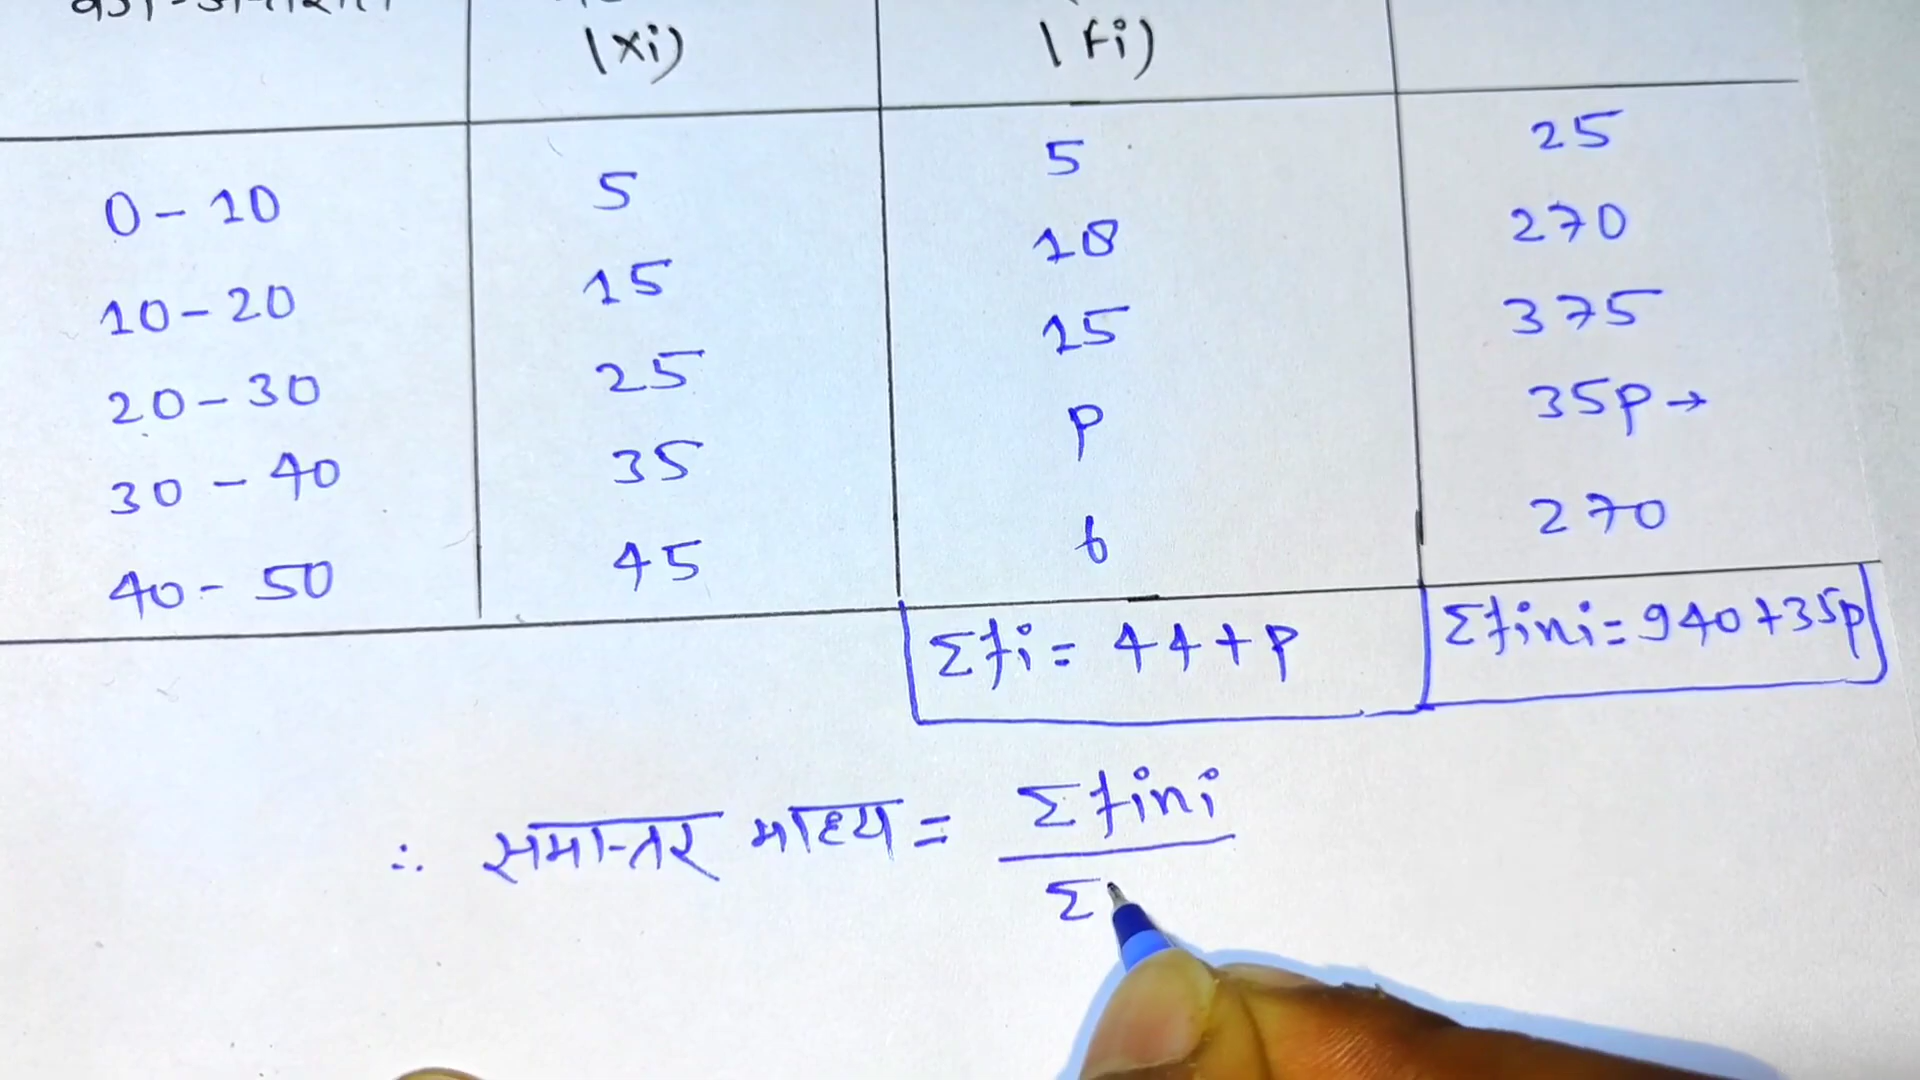 (xi) (fi)
0-10 5 5 25
10-20 15 18 270
20-30 25 15 375
30-40 35 p 35p→
40-50 45 6 270
Σfi = 44+p Σfini=940+35p
∴ समान्तर माध्य = Σfini
Σ